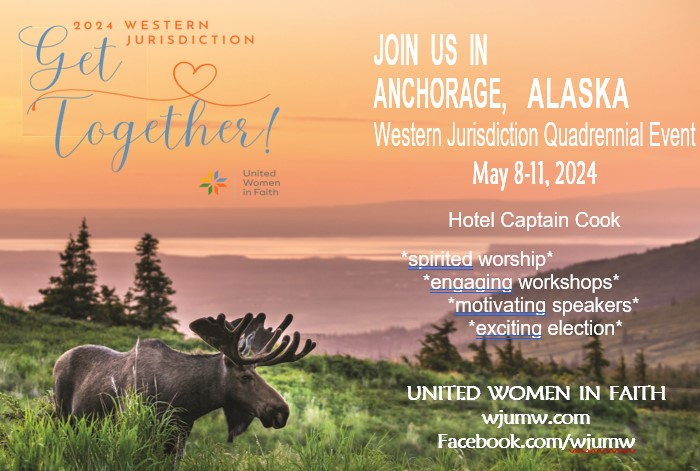 2024 WESTERN
JURISDICTION
Get
Together!
United
Women
in Faith
JOIN US IN
ANCHORAGE, ALASKA
Western Jurisdiction Quadrennial Event
May 8-11, 2024
Hotel Captain Cook
*spirited worship*
*engaging workshops*
*motivating speakers*
*exciting election*
UNITED WOMEN IN FAITH
wjumw.com
Facebook.com/wjumw